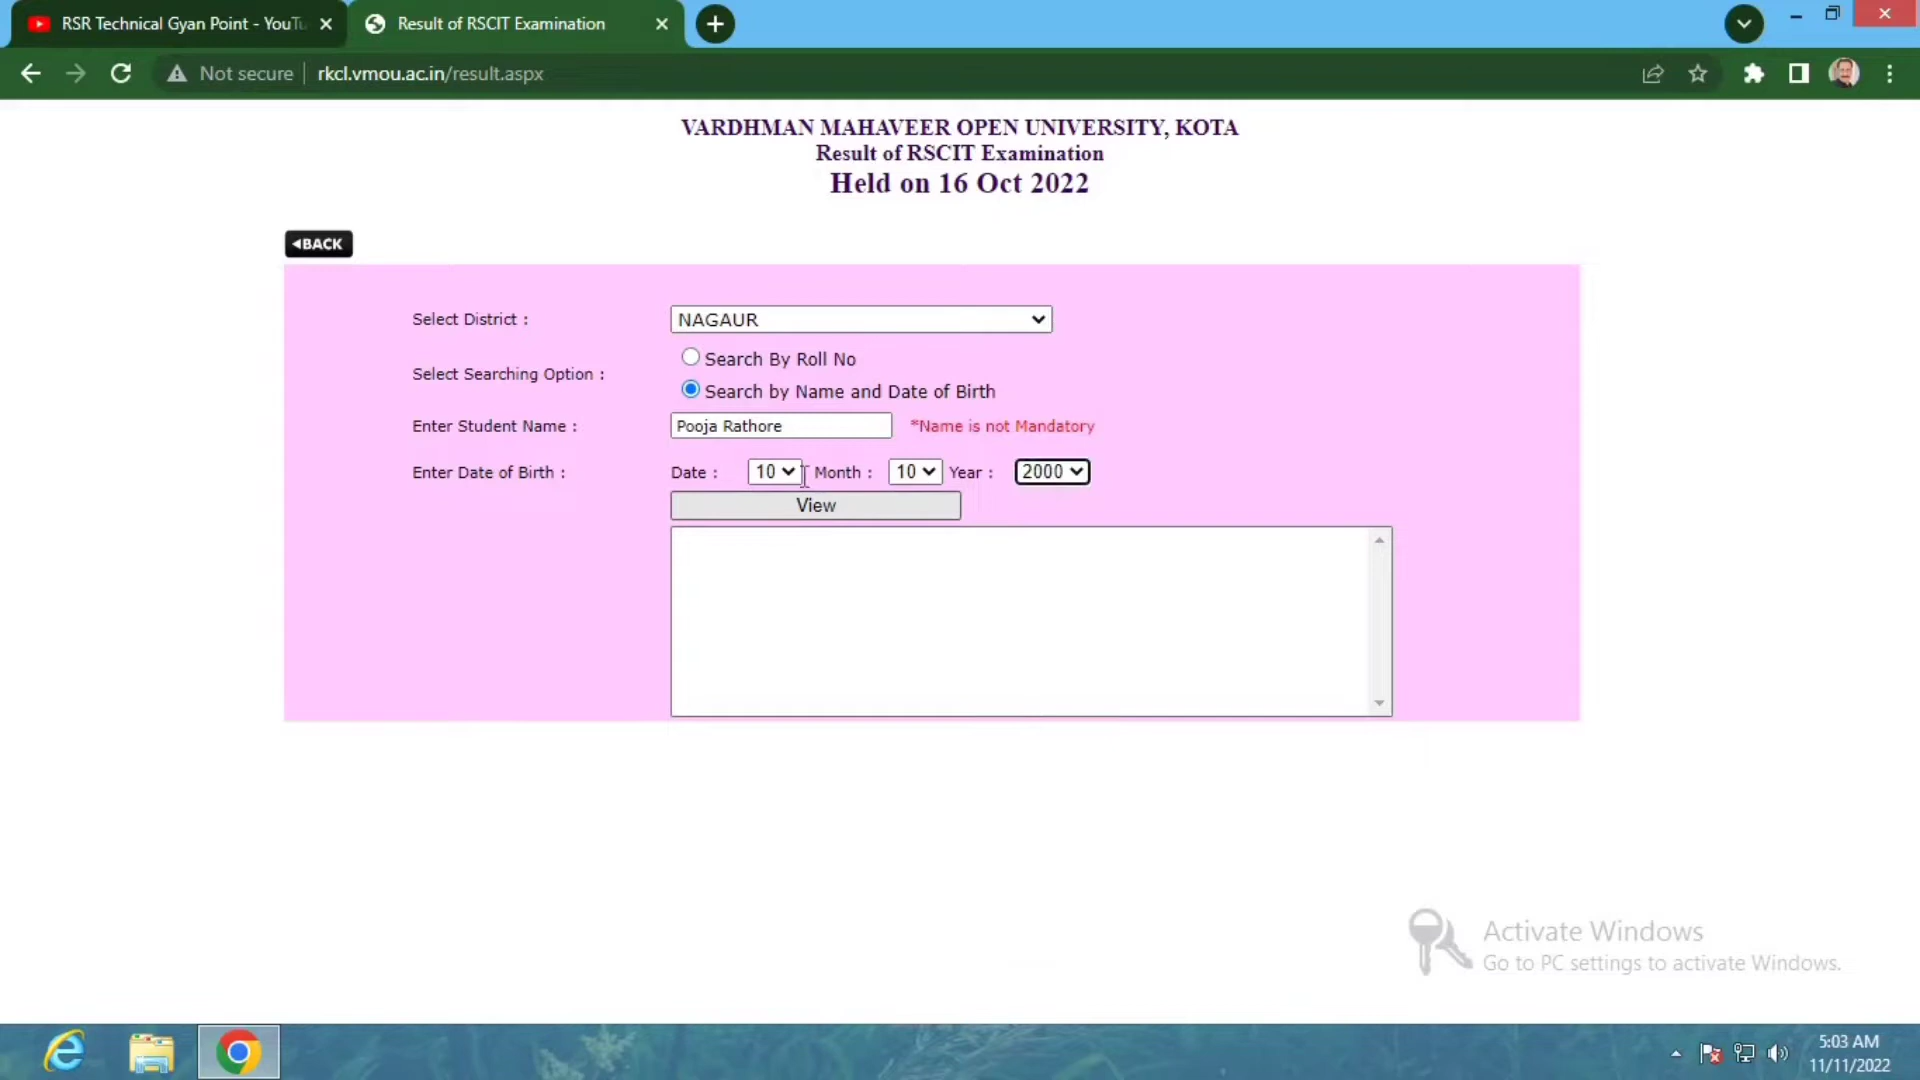 RSR Technical Gyan Point - YouTu
Result of RSCIT Examination
Not secure
rkcl.vmou.ac.in/result.aspx
VARDHMAN MAHAVEER OPEN UNIVERSITY, KOTA
Result of RSCIT Examination
Held on 16 Oct 2022
BACK
Select District :
NAGAUR
Select Searching Option :
Search By Roll No
Search by Name and Date of Birth
Enter Student Name :
Pooja Rathore
*Name is not Mandatory
Enter Date of Birth :
Date : 10 Month : 10 Year : 2000
View
Activate Windows
Go to PC settings to activate Windows.
5:03 AM
11/11/2022